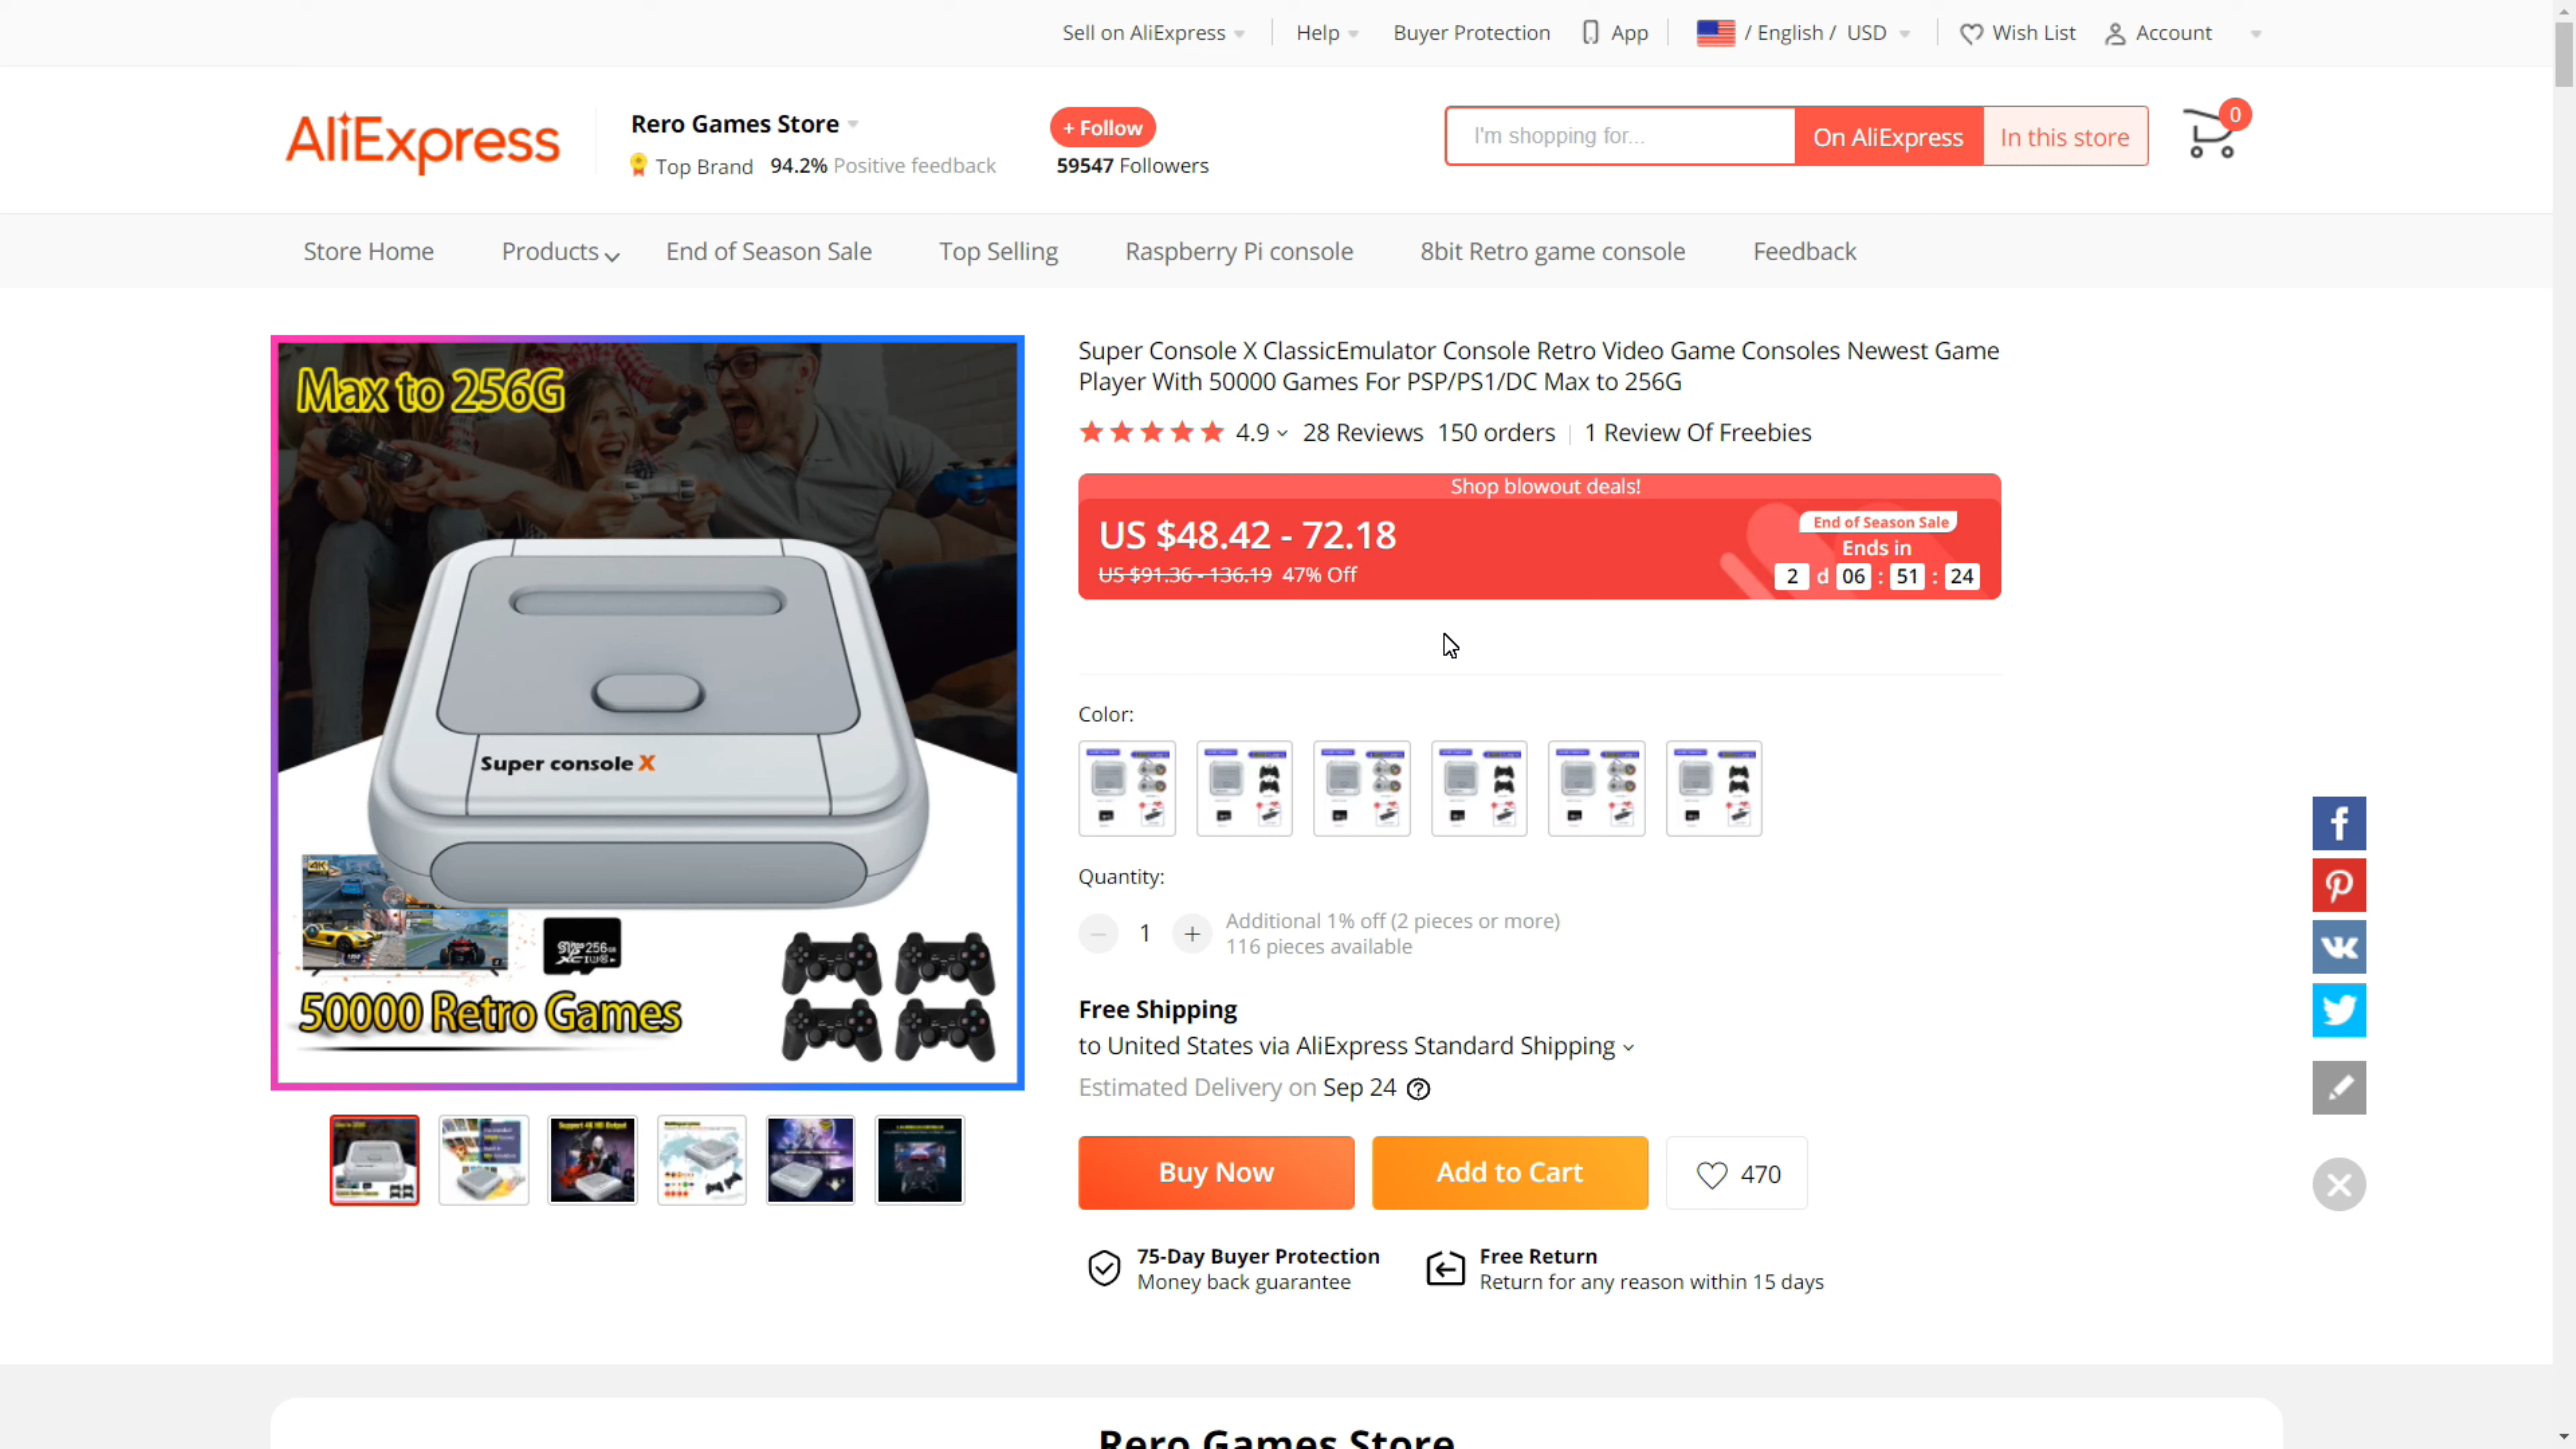 Sell on AliExpress
Help
Buyer Protection
App
/ English / USD
Wish List
Account
AliExpress
Rero Games Store
Top Brand 94.2% Positive feedback
+ Follow
59547 Followers
I'm shopping for...
On AliExpress
In this store
0
Store Home
Products
End of Season Sale
Top Selling
Raspberry Pi console
8bit Retro game console
Feedback
Max to 256G
Super console X
4K
256GB
50000 Retro Games
Support 4K HD Output
Super Console X ClassicEmulator Console Retro Video Game Consoles Newest Game
Player With 50000 Games For PSP/PS1/DC Max to 256G
4.9 28 Reviews 150 orders 1 Review Of Freebies
Shop blowout deals!
US $48.42 - 72.18
US $91.36 - 136.19 47% Off
End of Season Sale
Ends in
2 d 06 : 51 : 24
Color:
Quantity:
1
Additional 1% off (2 pieces or more)
116 pieces available
Free Shipping
to United States via AliExpress Standard Shipping
Estimated Delivery on Sep 24
Buy Now
Add to Cart
470
75-Day Buyer Protection
Money back guarantee
Free Return
Return for any reason within 15 days
Rero Games Store